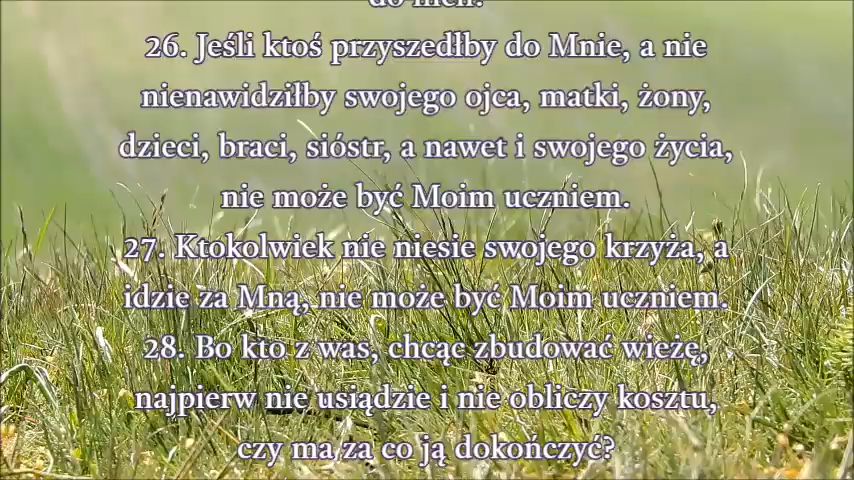 do nich:
26. Jeśli ktoś przyszedłby do Mnie, a nie
nienawidziłby swojego ojca, matki, żony,
dzieci, braci, sióstr, a nawet i swojego życia,
nie może być Moim uczniem.
27. Ktokolwiek nie niesie swojego krzyża, a
idzie za Mną, nie może być Moim uczniem.
28. Bo kto z was, chcąc zbudować wieżę,
najpierw nie usiądzie i nie obliczy kosztu,
czy ma za co ją dokończyć?